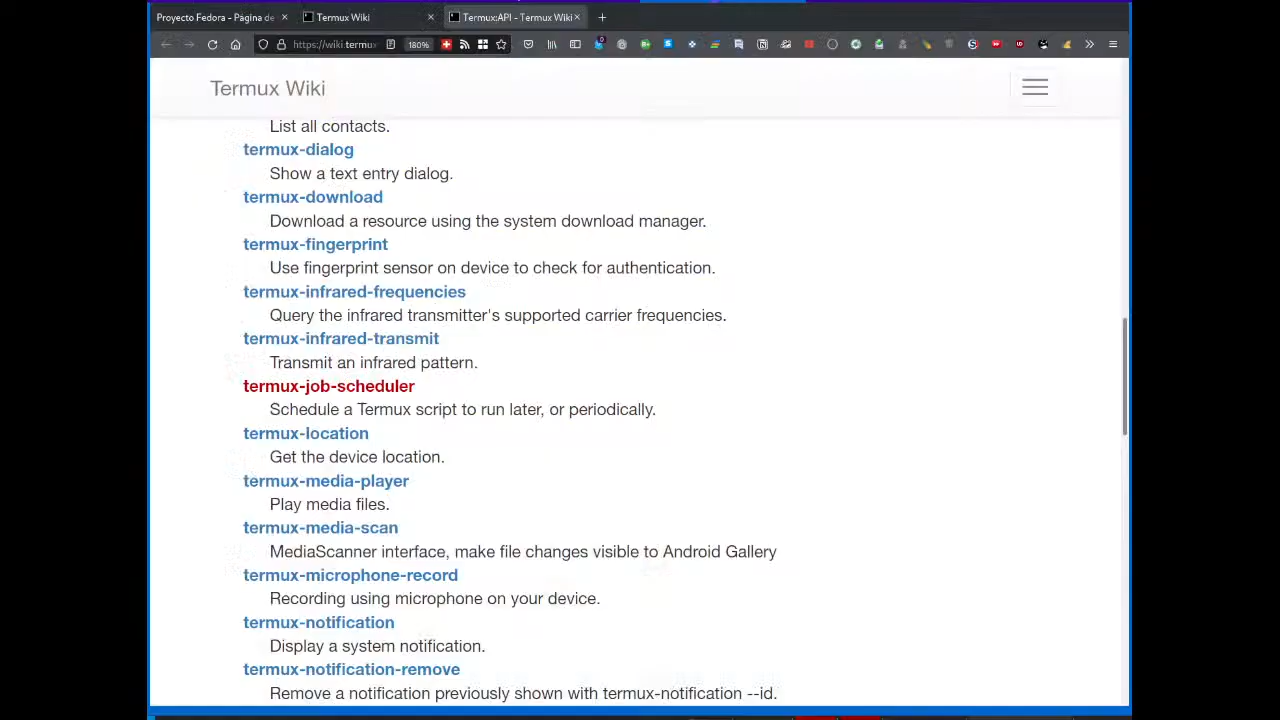 Proyecto Fedora - Página de
Termux Wiki
Termux:API - Termux Wiki
https://wiki.termu
180%
Termux Wiki
List all contacts.
termux-dialog
Show a text entry dialog.
termux-download
Download a resource using the system download manager.
termux-fingerprint
Use fingerprint sensor on device to check for authentication.
termux-infrared-frequencies
Query the infrared transmitter's supported carrier frequencies.
termux-infrared-transmit
Transmit an infrared pattern.
termux-job-scheduler
Schedule a Termux script to run later, or periodically.
termux-location
Get the device location.
termux-media-player
Play media files.
termux-media-scan
MediaScanner interface, make file changes visible to Android Gallery
termux-microphone-record
Recording using microphone on your device.
termux-notification
Display a system notification.
termux-notification-remove
Remove a notification previously shown with termux-notification --id.